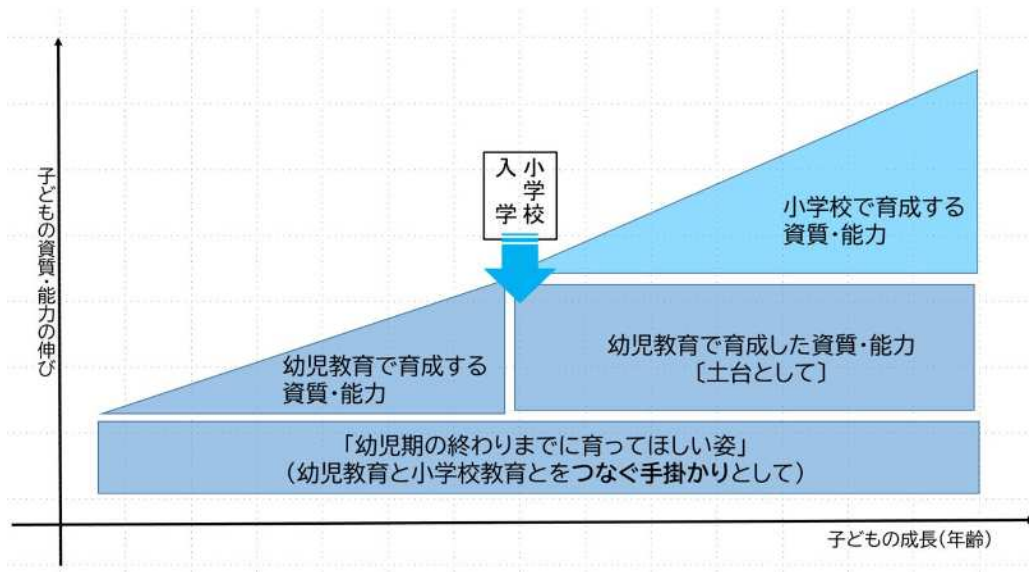 子どもの資質・能力の伸び
小学校
入学
小学校で育成する
資質・能力
幼児教育で育成する
資質・能力
幼児教育で育成した資質・能力
〔土台として〕
「幼児期の終わりまでに育ってほしい姿」
（幼児教育と小学校教育とをつなぐ手掛かりとして）
子どもの成長（年齢）